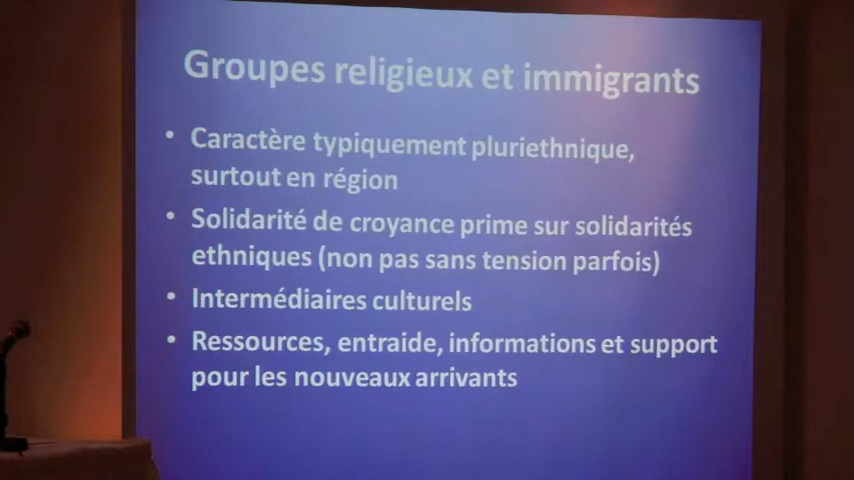 Groupes religieux et immigrants
• Caractère typiquement pluriethnique,
surtout en région
• Solidarité de croyance prime sur solidarités
ethniques (non pas sans tension parfois)
• Intermédiaires culturels
• Ressources, entraide, informations et support
pour les nouveaux arrivants